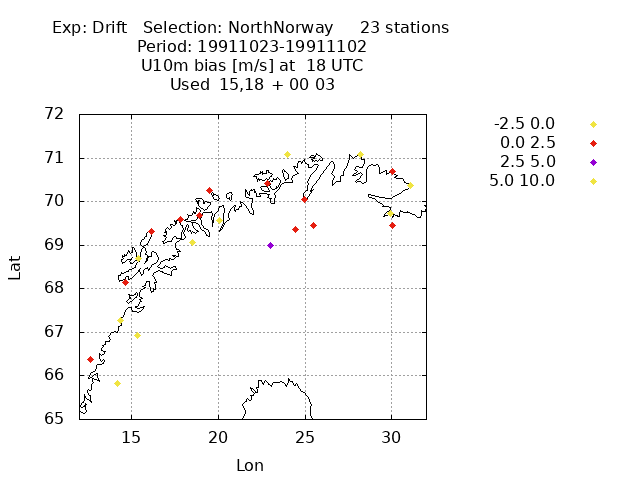 Exp: Drift Selection: NorthNorway 23 stations
Period: 19911023-19911102
U10m bias [m/s] at 18 UTC
Used 15,18 + 00 03
-2.5 0.0
0.0 2.5
2.5 5.0
5.0 10.0
72
71
70
69
68
67
66
65
Lat
15 20 25 30
Lon